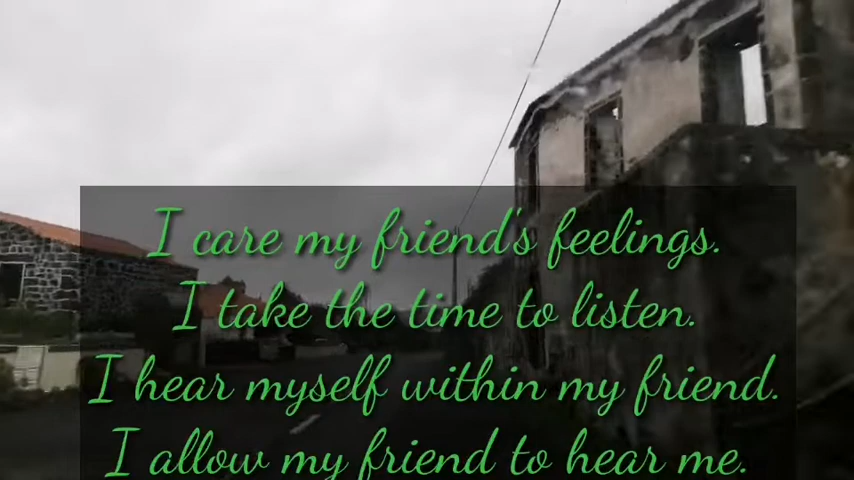 I care my friend's feelings.
I take the time to listen.
I hear myself within my friend.
I allow my friend to hear me.